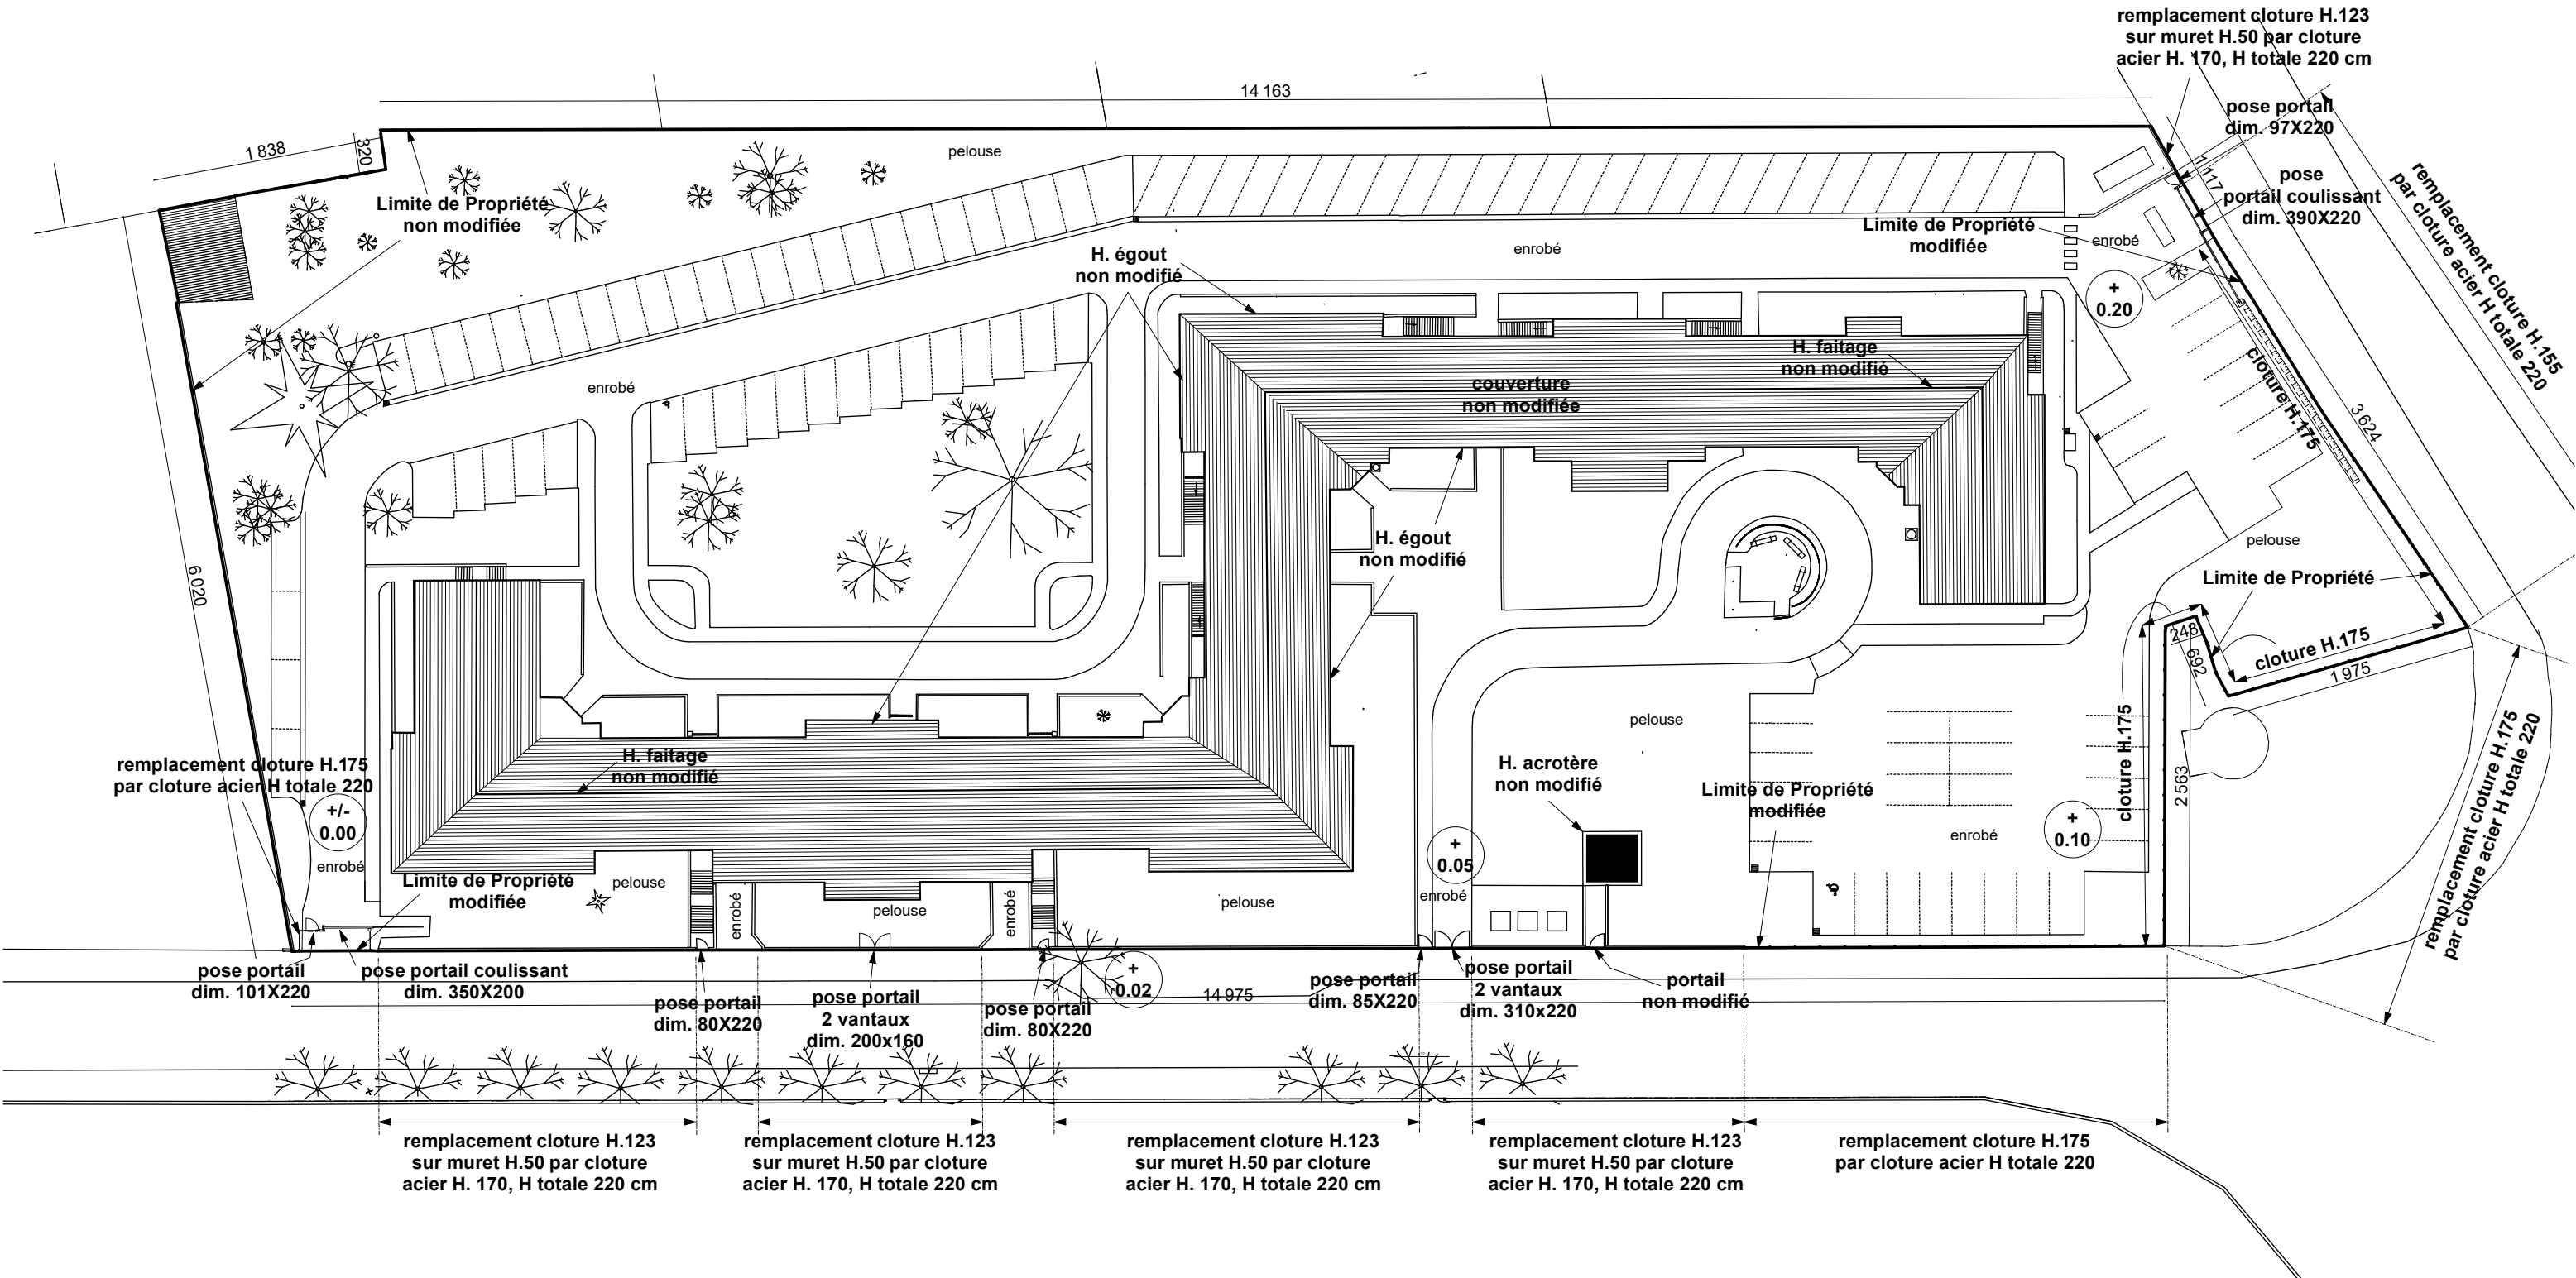 remplacement cloture H.123
sur muret H.50 par cloture
acier H. 170, H totale 220 cm
14 163
pose portail
dim. 97X220
1 838
320
pelouse
1 117
pose
portail coulissant
dim. 390X220
remplacement cloture H.155
par cloture acier H totale 220
Limite de Propriété
non modifiée
Limite de Propriété
modifiée
enrobé
enrobé
H. égout
non modifié
+
0.20
H. faitage
non modifié
couverture
non modifiée
enrobé
cloture H.175
3 624
H. égout
non modifié
pelouse
Limite de Propriété
6 020
248
692
cloture H.175
1 975
pelouse
cloture H.175
remplacement cloture H.175
par cloture acier H totale 220
H. faitage
non modifié
remplacement cloture H.175
par cloture acier H totale 220
H. acrotère
non modifié
Limite de Propriété
modifiée
2 563
+/-
0.00
+
0.05
+
0.10
enrobé
enrobé
Limite de Propriété
modifiée
pelouse
enrobé
pelouse
enrobé
pelouse
enrobé
pose portail
dim. 101X220
pose portail coulissant
dim. 350X200
pose portail
dim. 80X220
pose portail
2 vantaux
dim. 200x160
pose portail
dim. 80X220
+
0.02
14 975
pose portail
dim. 85X220
pose portail
2 vantaux
dim. 310x220
portail
non modifié
remplacement cloture H.123
sur muret H.50 par cloture
acier H. 170, H totale 220 cm
remplacement cloture H.123
sur muret H.50 par cloture
acier H. 170, H totale 220 cm
remplacement cloture H.123
sur muret H.50 par cloture
acier H. 170, H totale 220 cm
remplacement cloture H.123
sur muret H.50 par cloture
acier H. 170, H totale 220 cm
remplacement cloture H.175
par cloture acier H totale 220